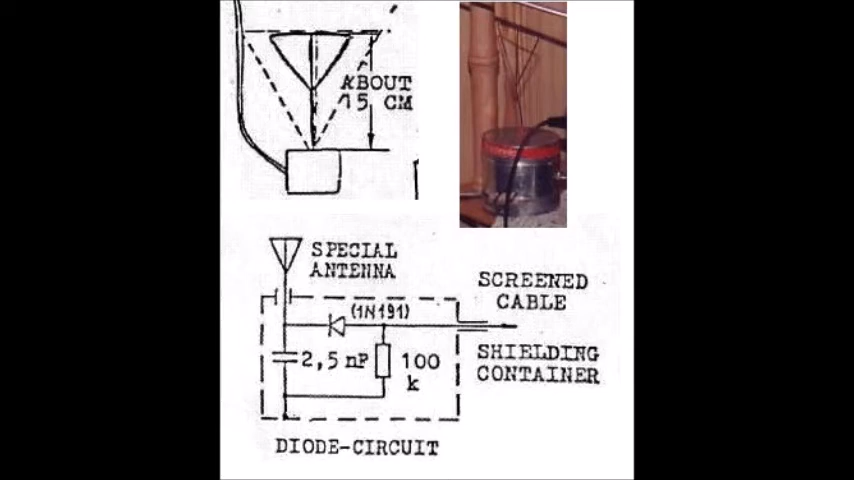 ABOUT
15 CM
SPECIAL
ANTENNA
SCREENED
CABLE
(1N191)
2,5 nF
100
k
SHIELDING
CONTAINER
DIODE-CIRCUIT